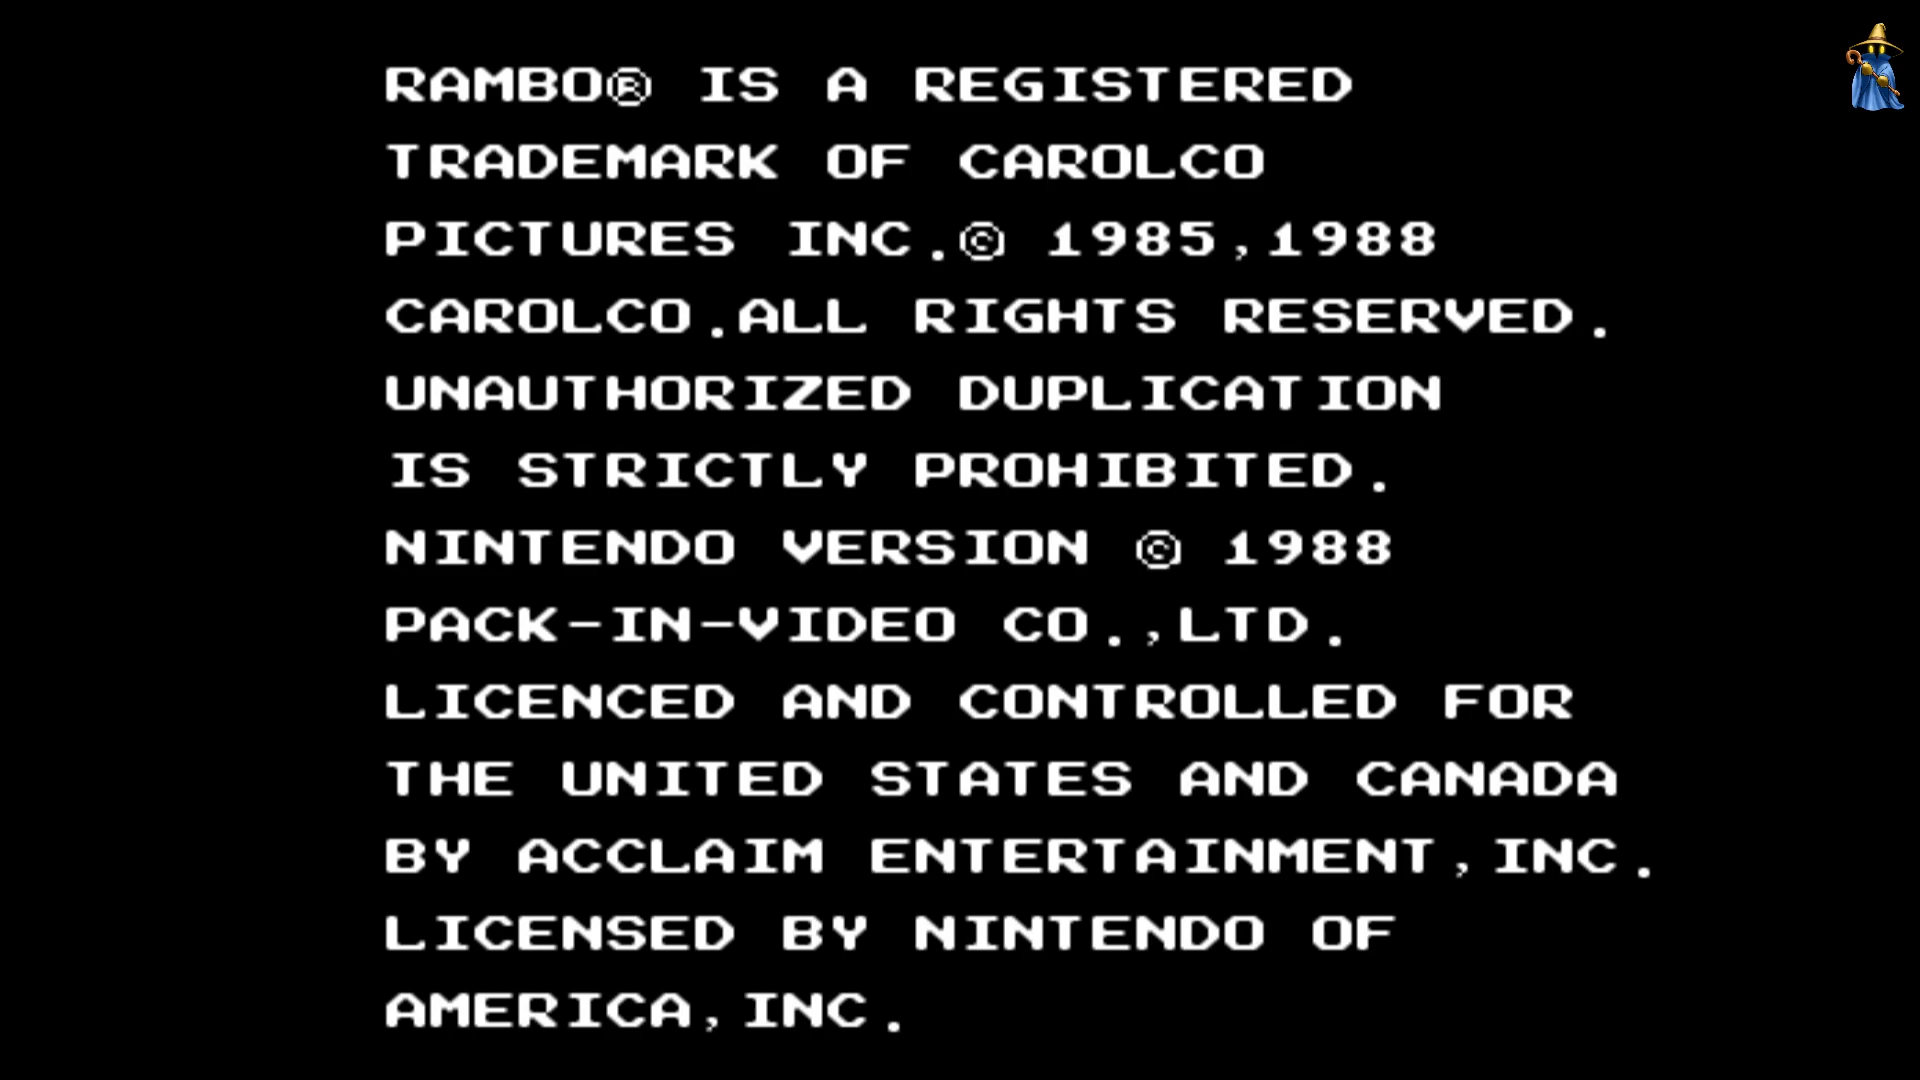 RAMBO® IS A REGISTERED
TRADEMARK OF CAROLCO
PICTURES INC.© 1985,1988
CAROLCO.ALL RIGHTS RESERVED.
UNAUTHORIZED DUPLICATION
IS STRICTLY PROHIBITED.
NINTENDO VERSION © 1988
PACK-IN-VIDEO CO.,LTD.
LICENCED AND CONTROLLED FOR
THE UNITED STATES AND CANADA
BY ACCLAIM ENTERTAINMENT,INC.
LICENSED BY NINTENDO OF
AMERICA,INC.